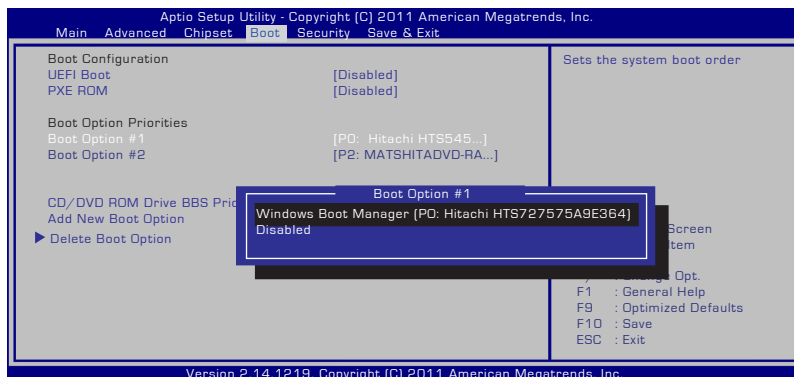 Aptio Setup Utility - Copyright (C) 2011 American Megatrends, Inc.
Main Advanced Chipset Boot Security Save & Exit
Boot Configuration
UEFI Boot [Disabled]
PXE ROM [Disabled]
Boot Option Priorities
Boot Option #1 [P0: Hitachi HTS545...]
Boot Option #2 [P2: MATSHITADVD-RA...]
CD/DVD ROM Drive BBS
Add New Boot Option
Delete Boot Option
Sets the system boot order
Boot Option #1
Windows Boot Manager (P0: Hitachi HTS727575A9E364)
Disabled
Screen
Item
Opt.
F1 : General Help
F9 : Optimized Defaults
F10 : Save
ESC : Exit
Version 2.14.1219. Copyright (C) 2011 American Megatrends, Inc.